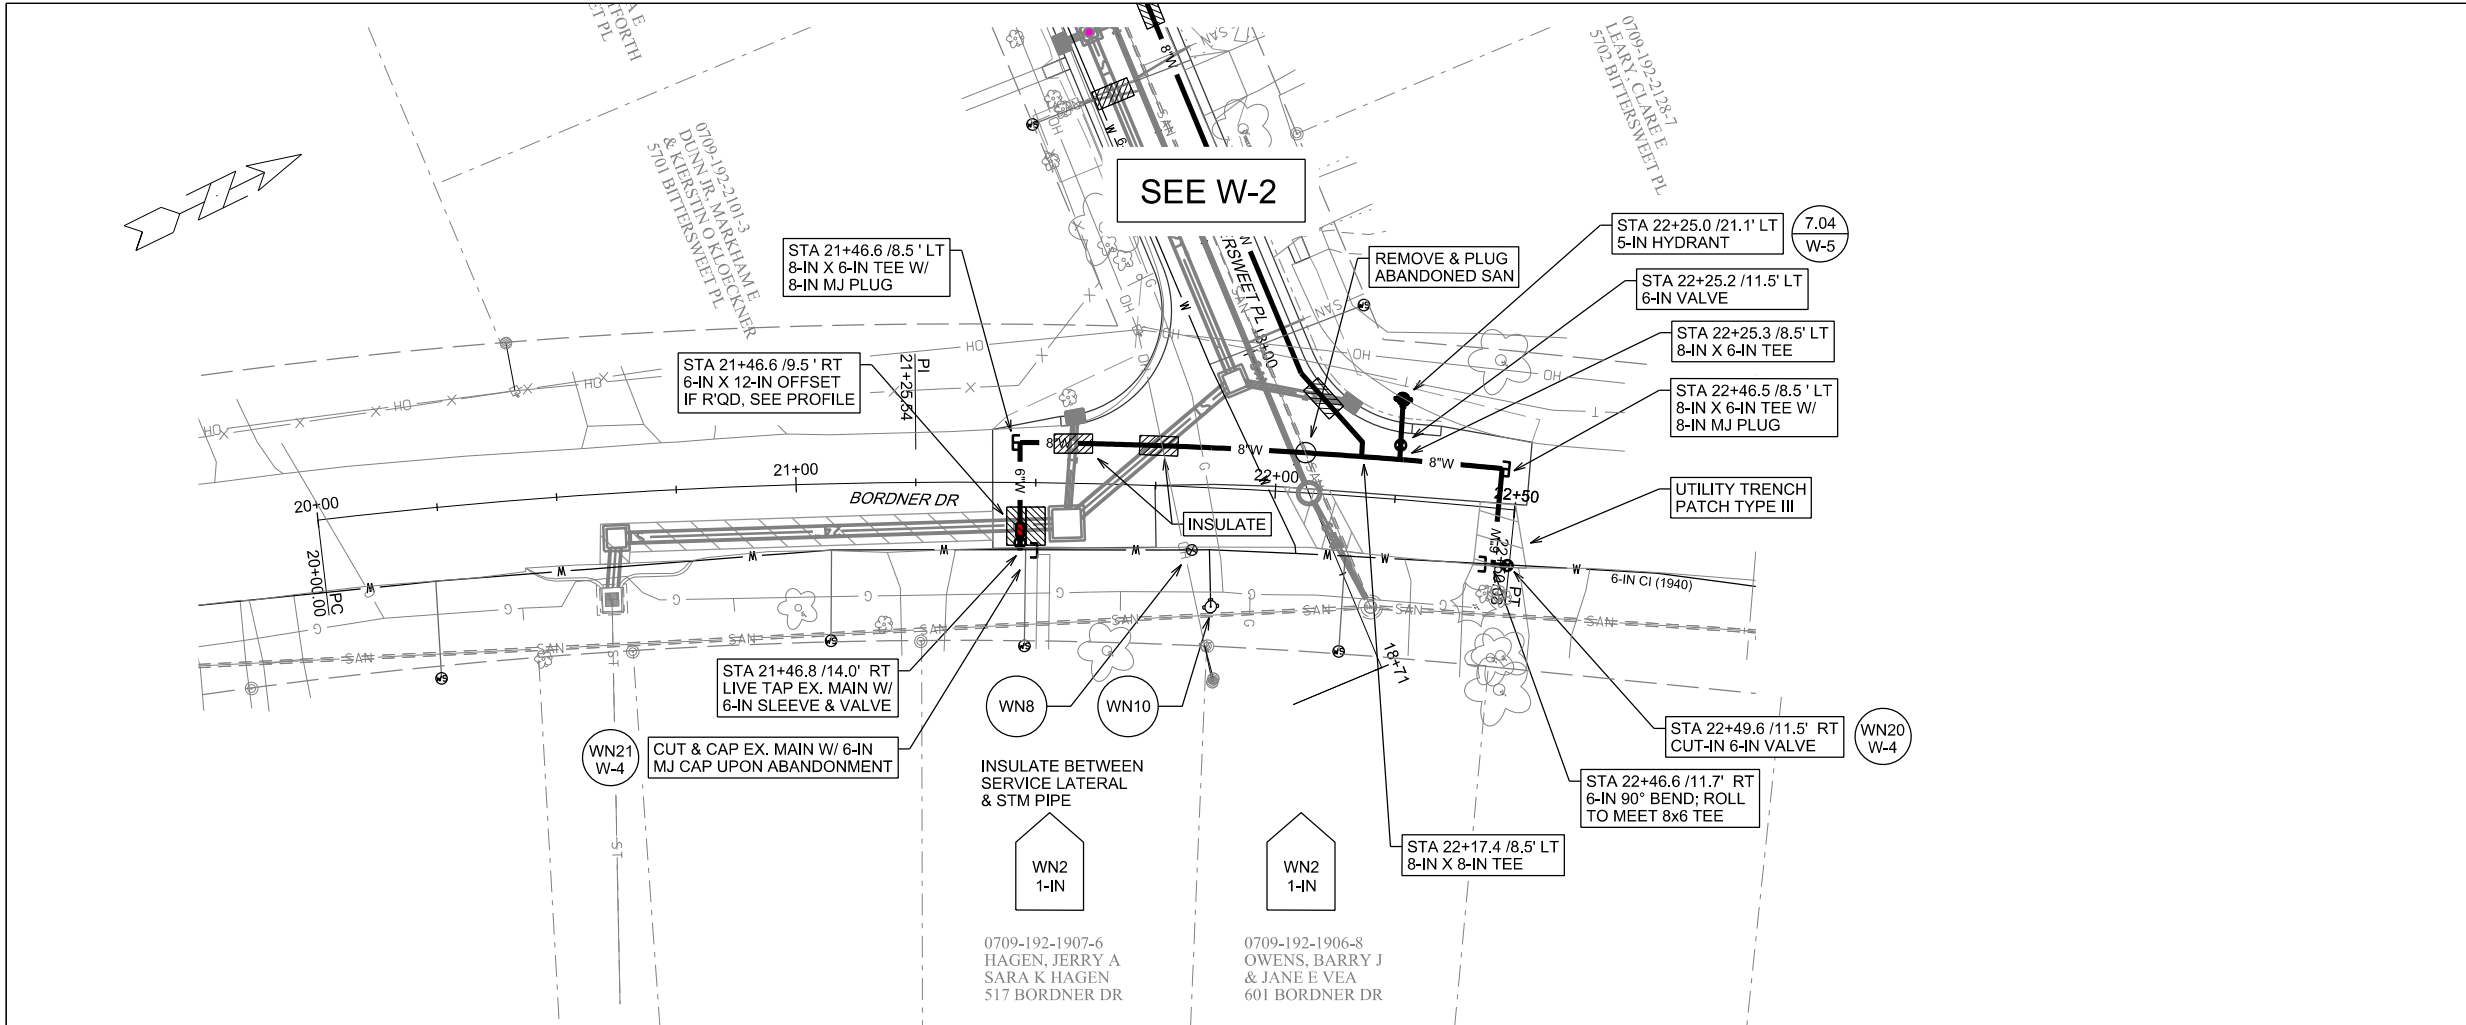 0709-192-2128-7
LEARY, CLARE E
5702 BITTERSWEET PL
0709-192-2101-3
DUNN JR, MARKHAM E
& KIERSTIN O KLOECKNER
5701 BITTERSWEET PL
SEE W-2
STA 22+25.0 /21.1' LT
5-IN HYDRANT
7.04
W-5
STA 21+46.6 /8.5 ' LT
8-IN X 6-IN TEE W/
8-IN MJ PLUG
REMOVE & PLUG
ABANDONED SAN
STA 22+25.2 /11.5' LT
6-IN VALVE
STA 22+25.3 /8.5' LT
8-IN X 6-IN TEE
STA 21+46.6 /9.5 ' RT
6-IN X 12-IN OFFSET
IF R'QD, SEE PROFILE
PI
21+25.54
STA 22+46.5 /8.5 ' LT
8-IN X 6-IN TEE W/
8-IN MJ PLUG
8"W
8"W
8"W
8"W
6"W
20+00
21+00
22+00
22+50
BORDNER DR
UTILITY TRENCH
PATCH TYPE III
INSULATE
PC
20+00.00
PT
6-IN CI (1940)
18+71
STA 21+46.8 /14.0' RT
LIVE TAP EX. MAIN W/
6-IN SLEEVE & VALVE
WN8
WN10
WN21
W-4
CUT & CAP EX. MAIN W/ 6-IN
MJ CAP UPON ABANDONMENT
STA 22+49.6 /11.5' RT
CUT-IN 6-IN VALVE
WN20
W-4
INSULATE BETWEEN
SERVICE LATERAL
& STM PIPE
STA 22+46.6 /11.7' RT
6-IN 90° BEND; ROLL
TO MEET 8x6 TEE
STA 22+17.4 /8.5' LT
8-IN X 8-IN TEE
WN2
1-IN
WN2
1-IN
0709-192-1907-6
HAGEN, JERRY A
SARA K HAGEN
517 BORDNER DR
0709-192-1906-8
OWENS, BARRY J
& JANE E VEA
601 BORDNER DR